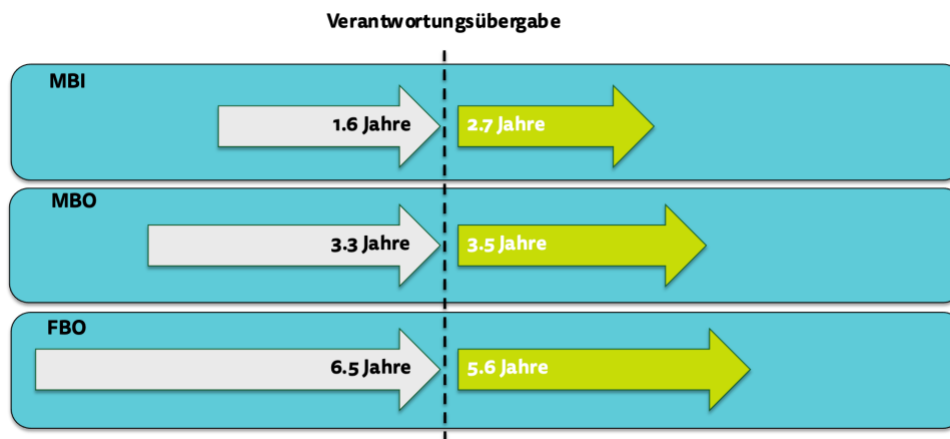 Verantwortungsübergabe
MBI
1.6 Jahre
2.7 Jahre
MBO
3.3 Jahre
3.5 Jahre
FBO
6.5 Jahre
5.6 Jahre